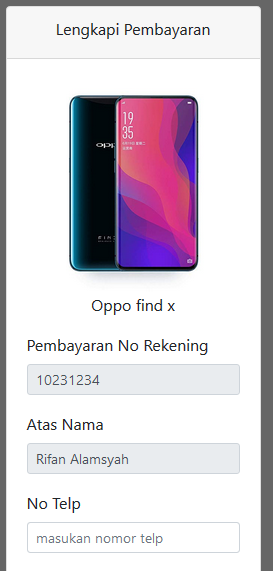 Lengkapi Pembayaran
oppo
19
35
Oppo find x
Pembayaran No Rekening
10231234
Atas Nama
Rifan Alamsyah
No Telp
masukan nomor telp